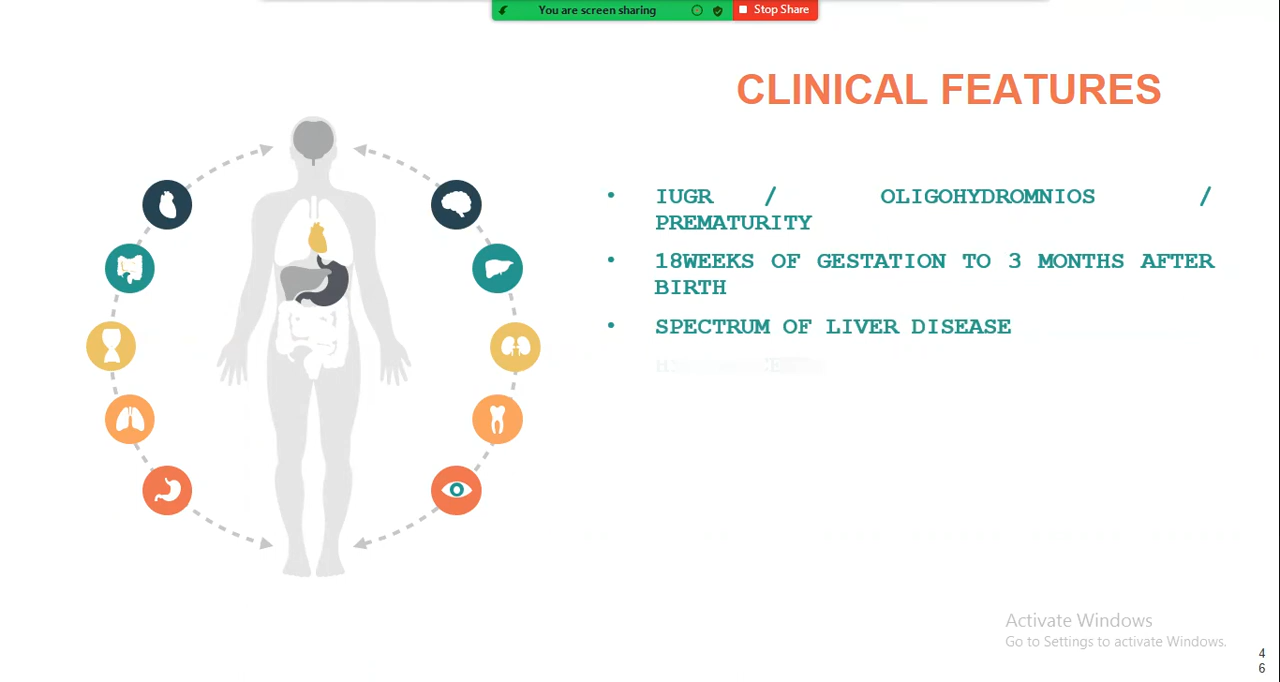 You are screen sharing Stop Share
CLINICAL FEATURES
• IUGR / OLIGOHYDROMNIOS /
PREMATURITY
• 18WEEKS OF GESTATION TO 3 MONTHS AFTER
BIRTH
• SPECTRUM OF LIVER DISEASE
Activate Windows
Go to Settings to activate Windows.
4
6